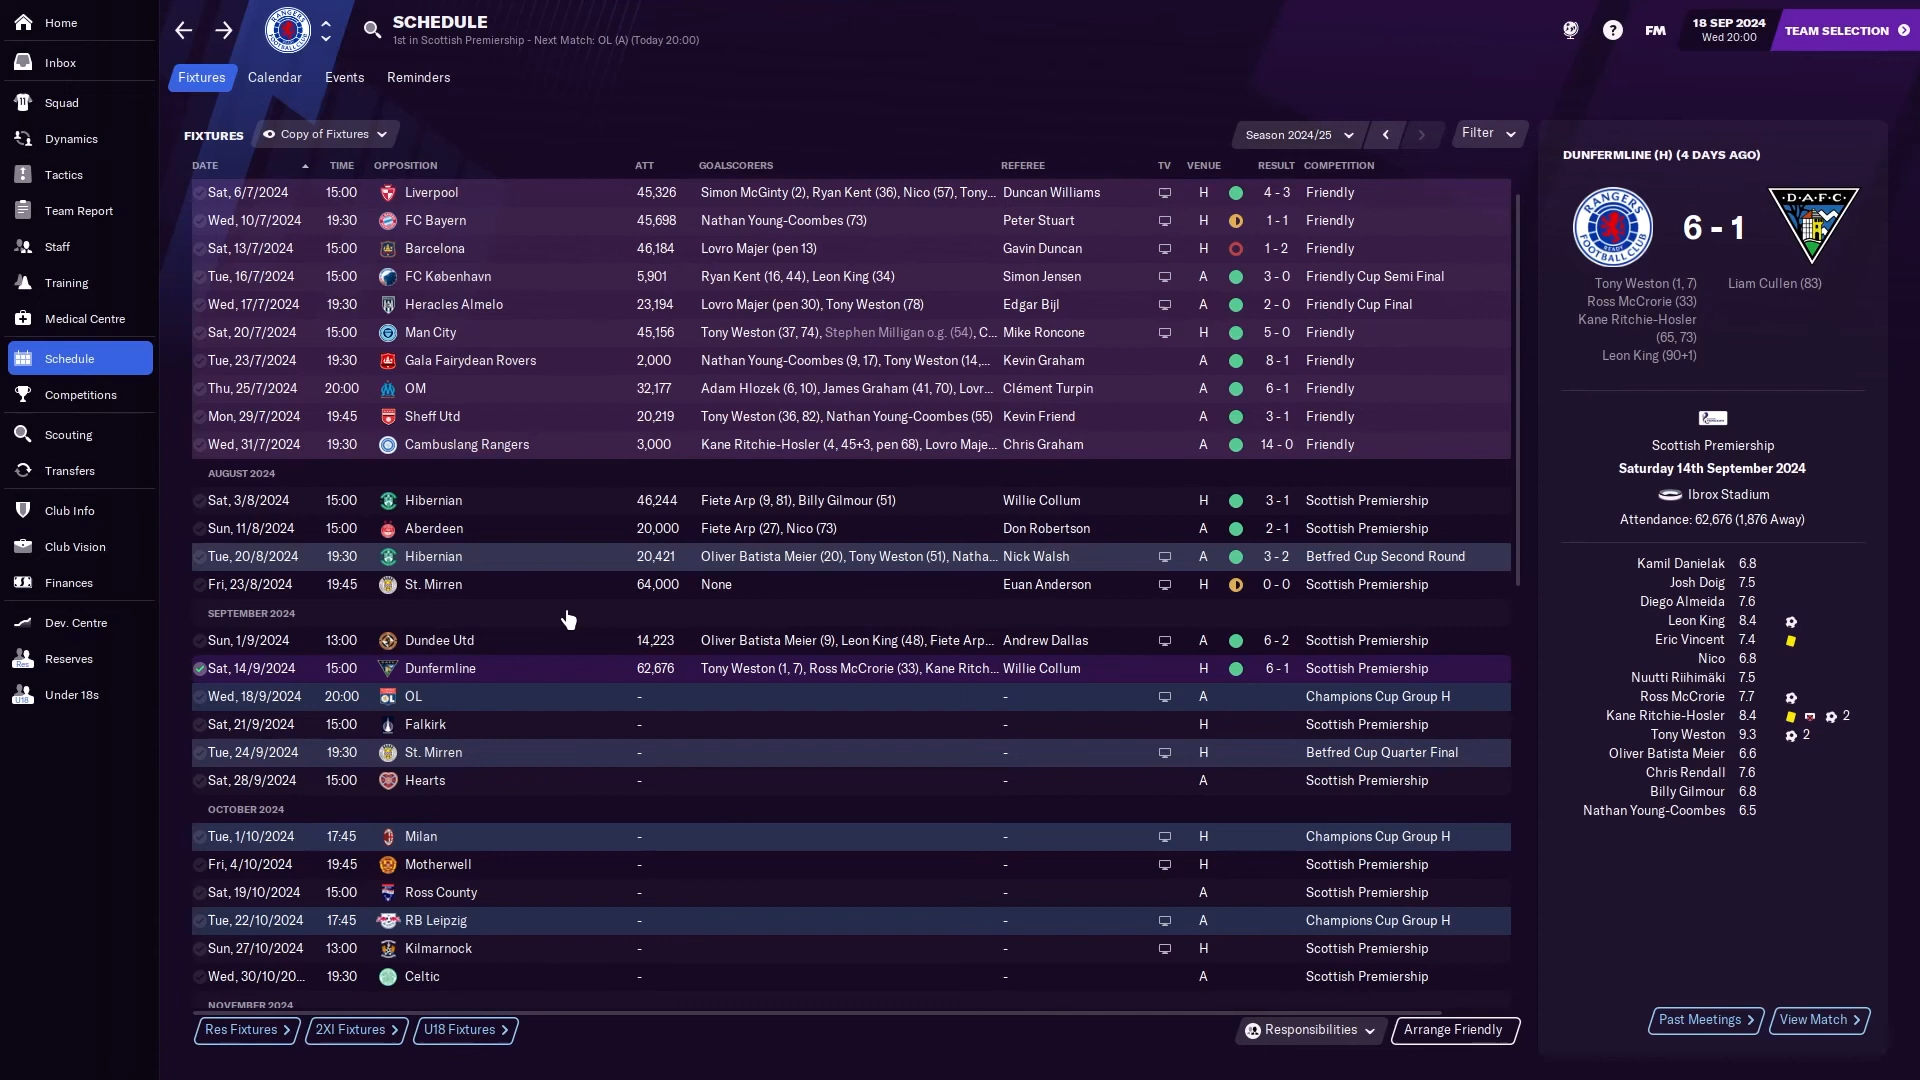 Home
Inbox
Squad
Dynamics
Tactics
Team Report
Staff
Training
Medical Centre
Schedule
Competitions
Scouting
Transfers
Club Info
Club Vision
Finances
Dev. Centre
Reserves
Under 18s
SCHEDULE
1st in Scottish Premiership - Next Match: OL (A) (Today 20:00)
FM
18 SEP 2024
Wed 20:00
TEAM SELECTION
Fixtures Calendar Events Reminders
FIXTURES Copy of Fixtures Season 2024/25 Filter
DATE TIME OPPOSITION ATT GOALSCORERS REFEREE TV VENUE RESULT COMPETITION
Sat, 6/7/2024 15:00 Liverpool 45,326 Simon McGinty (2), Ryan Kent (36), Nico (57), Tony... Duncan Williams H 4 - 3 Friendly
Wed, 10/7/2024 19:30 FC Bayern 45,698 Nathan Young-Coombes (73) Peter Stuart H 1 - 1 Friendly
Sat, 13/7/2024 15:00 Barcelona 46,184 Lovro Majer (pen 13) Gavin Duncan H 1 - 2 Friendly
Tue, 16/7/2024 15:00 FC København 5,901 Ryan Kent (16, 44), Leon King (34) Simon Jensen A 3 - 0 Friendly Cup Semi Final
Wed, 17/7/2024 19:30 Heracles Almelo 23,194 Lovro Majer (pen 30), Tony Weston (78) Edgar Bijl A 2 - 0 Friendly Cup Final
Sat, 20/7/2024 15:00 Man City 45,156 Tony Weston (37, 74), Stephen Milligan o.g. (54), C... Mike Roncone H 5 - 0 Friendly
Tue, 23/7/2024 19:30 Gala Fairydean Rovers 2,000 Nathan Young-Coombes (9, 17), Tony Weston (14,... Kevin Graham A 8 - 1 Friendly
Thu, 25/7/2024 20:00 OM 32,177 Adam Hlozek (6, 10), James Graham (41, 70), Lovr... Clément Turpin A 6 - 1 Friendly
Mon, 29/7/2024 19:45 Sheff Utd 20,219 Tony Weston (36, 82), Nathan Young-Coombes (55) Kevin Friend A 3 - 1 Friendly
Wed, 31/7/2024 19:30 Cambuslang Rangers 3,000 Kane Ritchie-Hosler (4, 45+3, pen 68), Lovro Maje... Chris Graham A 14 - 0 Friendly
AUGUST 2024
Sat, 3/8/2024 15:00 Hibernian 46,244 Fiete Arp (9, 81), Billy Gilmour (51) Willie Collum H 3 - 1 Scottish Premiership
Sun, 11/8/2024 15:00 Aberdeen 20,000 Fiete Arp (27), Nico (73) Don Robertson A 2 - 1 Scottish Premiership
Tue, 20/8/2024 19:30 Hibernian 20,421 Oliver Batista Meier (20), Tony Weston (51), Natha... Nick Walsh A 3 - 2 Betfred Cup Second Round
Fri, 23/8/2024 19:45 St. Mirren 64,000 None Euan Anderson H 0 - 0 Scottish Premiership
SEPTEMBER 2024
Sun, 1/9/2024 13:00 Dundee Utd 14,223 Oliver Batista Meier (9), Leon King (48), Fiete Arp... Andrew Dallas A 6 - 2 Scottish Premiership
Sat, 14/9/2024 15:00 Dunfermline 62,676 Tony Weston (1, 7), Ross McCrorie (33), Kane Ritch... Willie Collum H 6 - 1 Scottish Premiership
Wed, 18/9/2024 20:00 OL - - A Champions Cup Group H
Sat, 21/9/2024 15:00 Falkirk - - H Scottish Premiership
Tue, 24/9/2024 19:30 St. Mirren - - H Betfred Cup Quarter Final
Sat, 28/9/2024 15:00 Hearts - - A Scottish Premiership
OCTOBER 2024
Tue, 1/10/2024 17:45 Milan - - H Champions Cup Group H
Fri, 4/10/2024 19:45 Motherwell - - H Scottish Premiership
Sat, 19/10/2024 15:00 Ross County - - A Scottish Premiership
Tue, 22/10/2024 17:45 RB Leipzig - - A Champions Cup Group H
Sun, 27/10/2024 13:00 Kilmarnock - - H Scottish Premiership
Wed, 30/10/20... 19:30 Celtic - - A Scottish Premiership
NOVEMBER 2024
Res Fixtures 2XI Fixtures U18 Fixtures Responsibilities Arrange Friendly
DUNFERMLINE (H) (4 DAYS AGO)
D.A.F.C.
6 - 1
Tony Weston (1, 7) Liam Cullen (83)
Ross McCrorie (33)
Kane Ritchie-Hosler
(65, 73)
Leon King (90+1)
Scottish Premiership
Saturday 14th September 2024
Ibrox Stadium
Attendance: 62,676 (1,876 Away)
Kamil Danielak 6.8
Josh Doig 7.5
Diego Almeida 7.6
Leon King 8.4
Eric Vincent 7.4
Nico 6.8
Nuutti Riihimäki 7.5
Ross McCrorie 7.7
Kane Ritchie-Hosler 8.4 2
Tony Weston 9.3 2
Oliver Batista Meier 6.6
Chris Rendall 7.6
Billy Gilmour 6.8
Nathan Young-Coombes 6.5
Past Meetings View Match